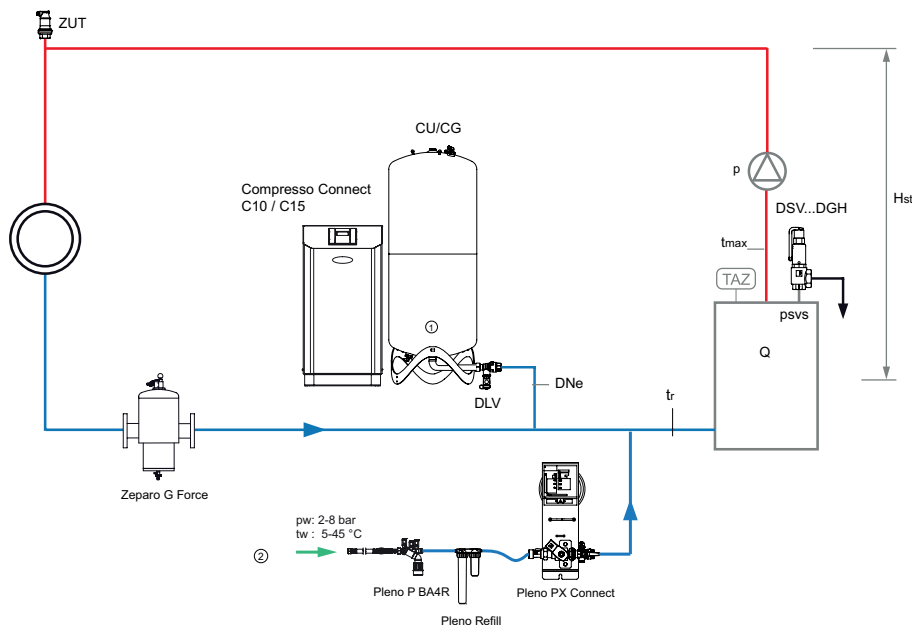 ZUT
CU/CG
Compresso Connect
C10 / C15
p
Hst
DSV...DGH
tmax
TAZ
psvs
①
Q
DNe
DLV
tr
Zeparo G Force
pw: 2-8 bar
tw : 5-45 °C
②
Pleno P BA4R
Pleno PX Connect
Pleno Refill